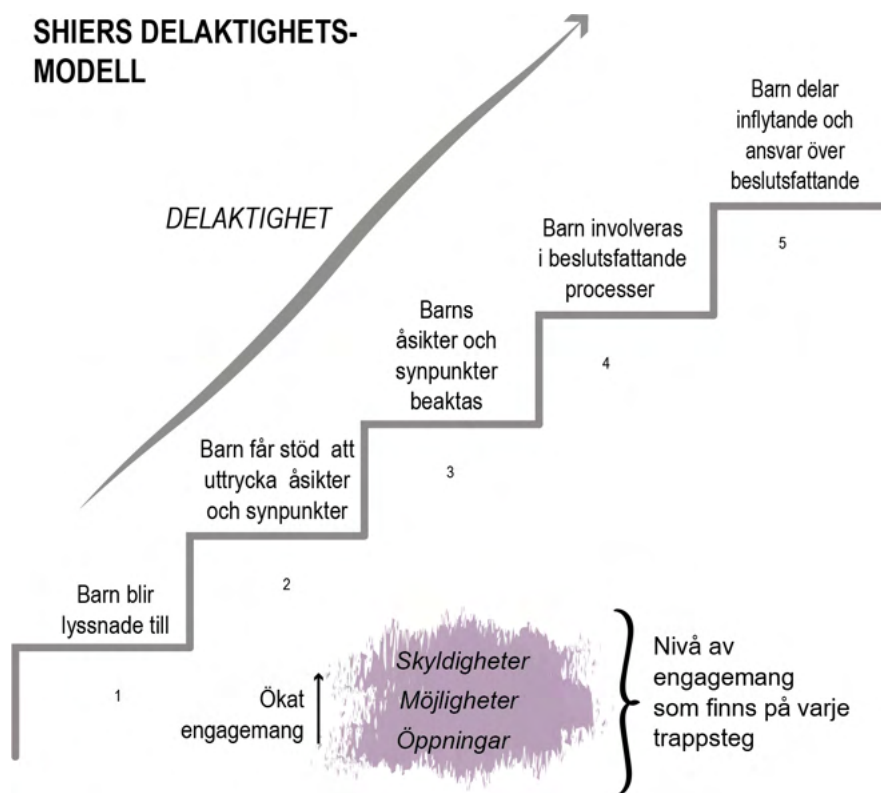 SHIERS DELAKTIGHETS-
MODELL
DELAKTIGHET
Barn blir
lyssnade till
1
Barn får stöd att
uttrycka åsikter
och synpunkter
2
Barns
åsikter och
synpunkter
beaktas
3
Barn involveras
i beslutsfattande
processer
4
Barn delar
inflytande och
ansvar över
beslutsfattande
5
Ökat
engagemang
Skyldigheter
Möjligheter
Öppningar
Nivå av
engagemang
som finns på varje
trappsteg